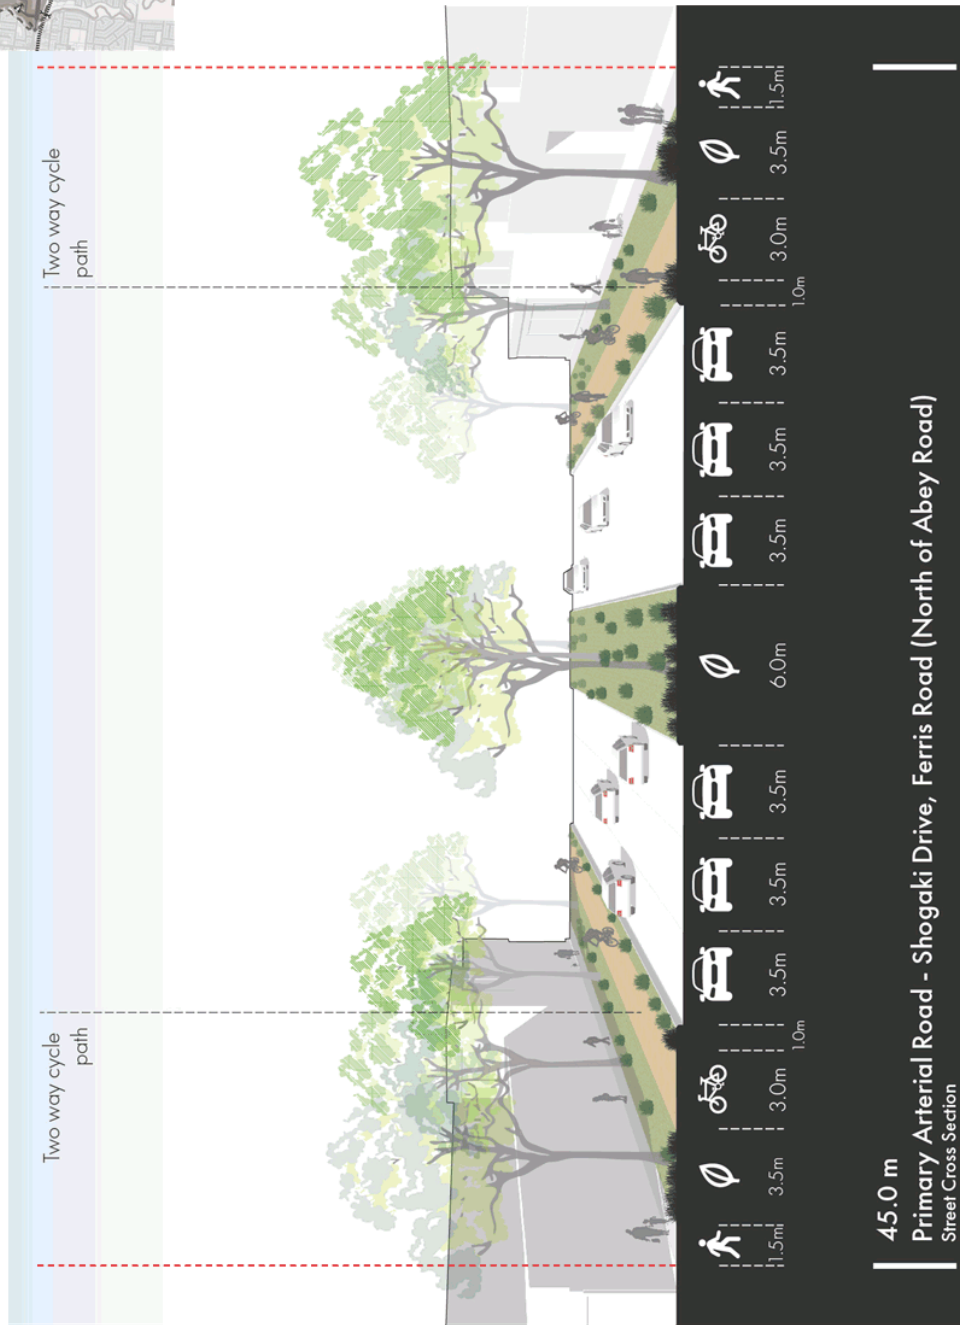 Two way cycle
path
Two way cycle
path
1.5m
3.5m
3.0m
1.0m
3.5m
3.5m
3.5m
6.0m
3.5m
3.5m
3.5m
1.0m
3.0m
3.5m
1.5m
45.0 m
Primary Arterial Road - Shogaki Drive, Ferris Road (North of Abey Road)
Street Cross Section